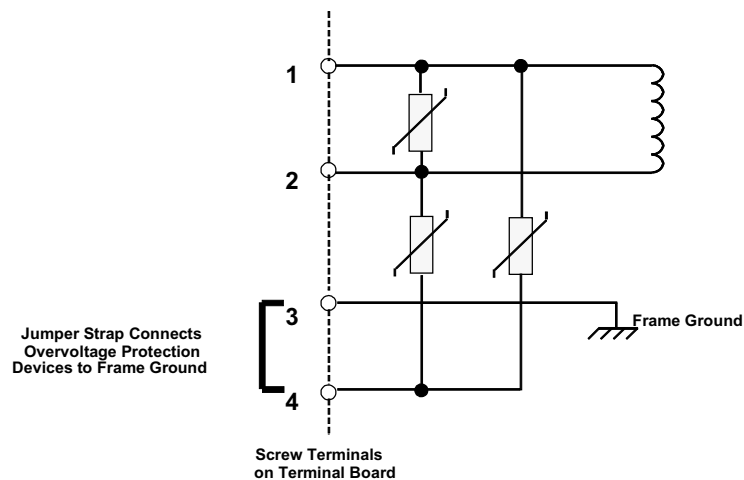 1
2
3
Frame Ground
Jumper Strap Connects
Overvoltage Protection
Devices to Frame Ground
4
Screw Terminals
on Terminal Board